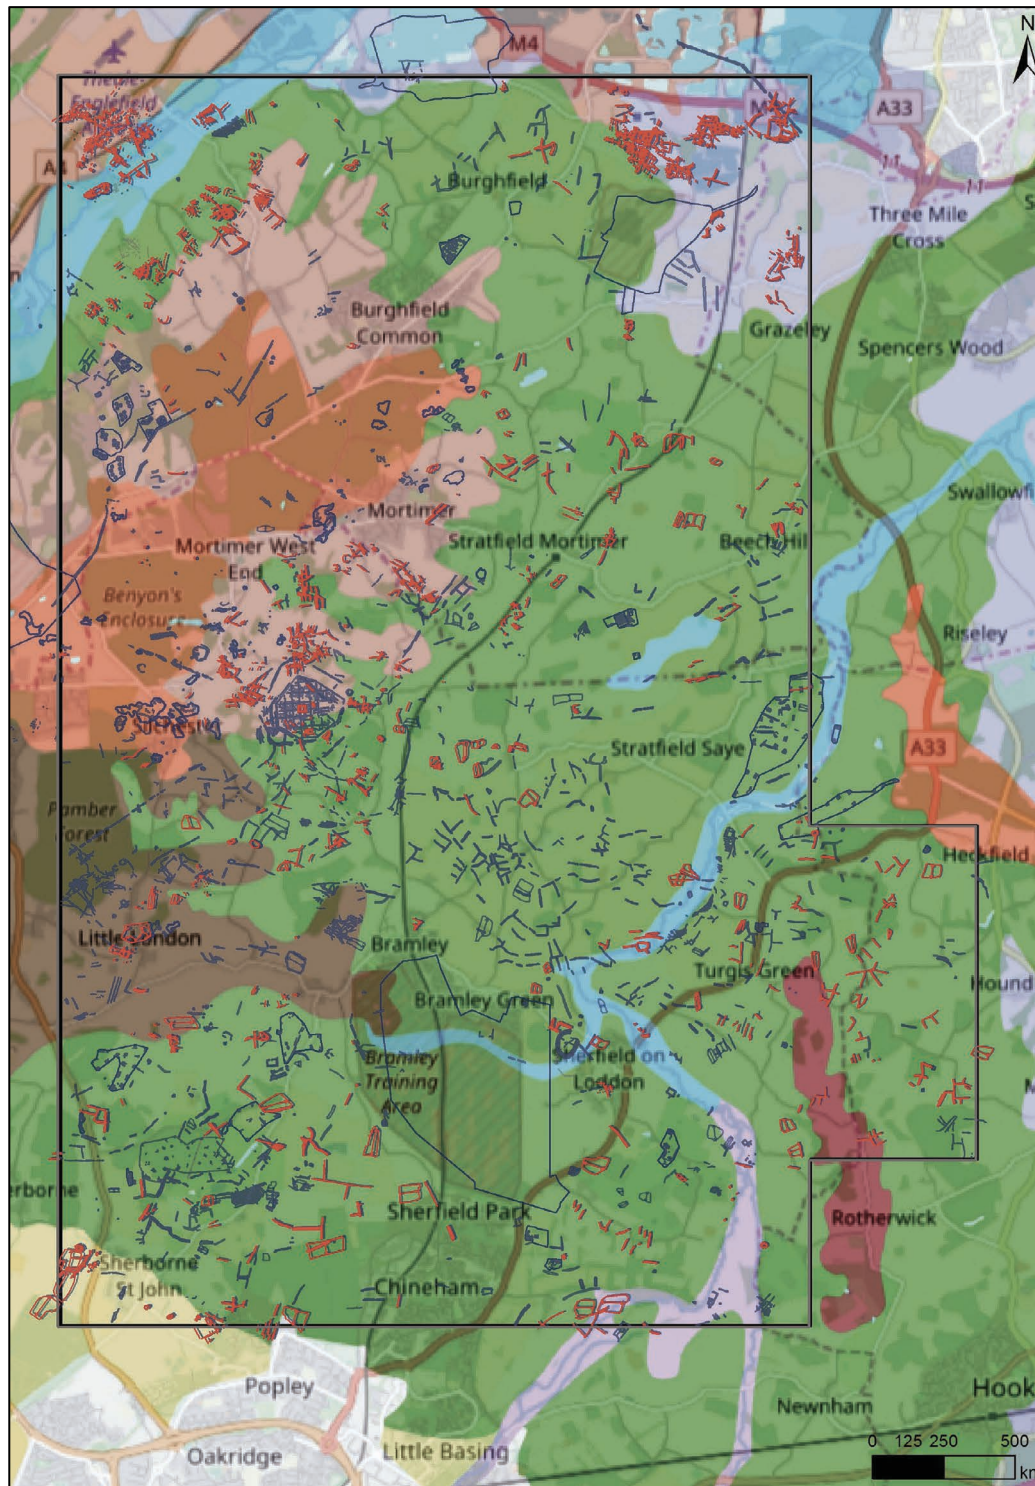 N
M4
Theale-
Englefield
A33
A4
Burghfield
Three Mile
Cross
Burghfield
Common
Grazeley
Spencers Wood
Mortimer
Stratfield Mortimer
Beech Hill
Mortimer West
End
Benyon's
Enclosure
Riseley
Stratfield Saye
A33
Pamber
Forest
Heckfield
Little London
Bramley
Turgis Green
Hound
Bramley Green
Bramley
Training
Area
Sherfield on
Loddon
erborne
Sherfield Park
Rotherwick
Sherborne
St John
Chineham
Popley
Newnham
Hook
Oakridge
Little Basing
0 125 250 500
km